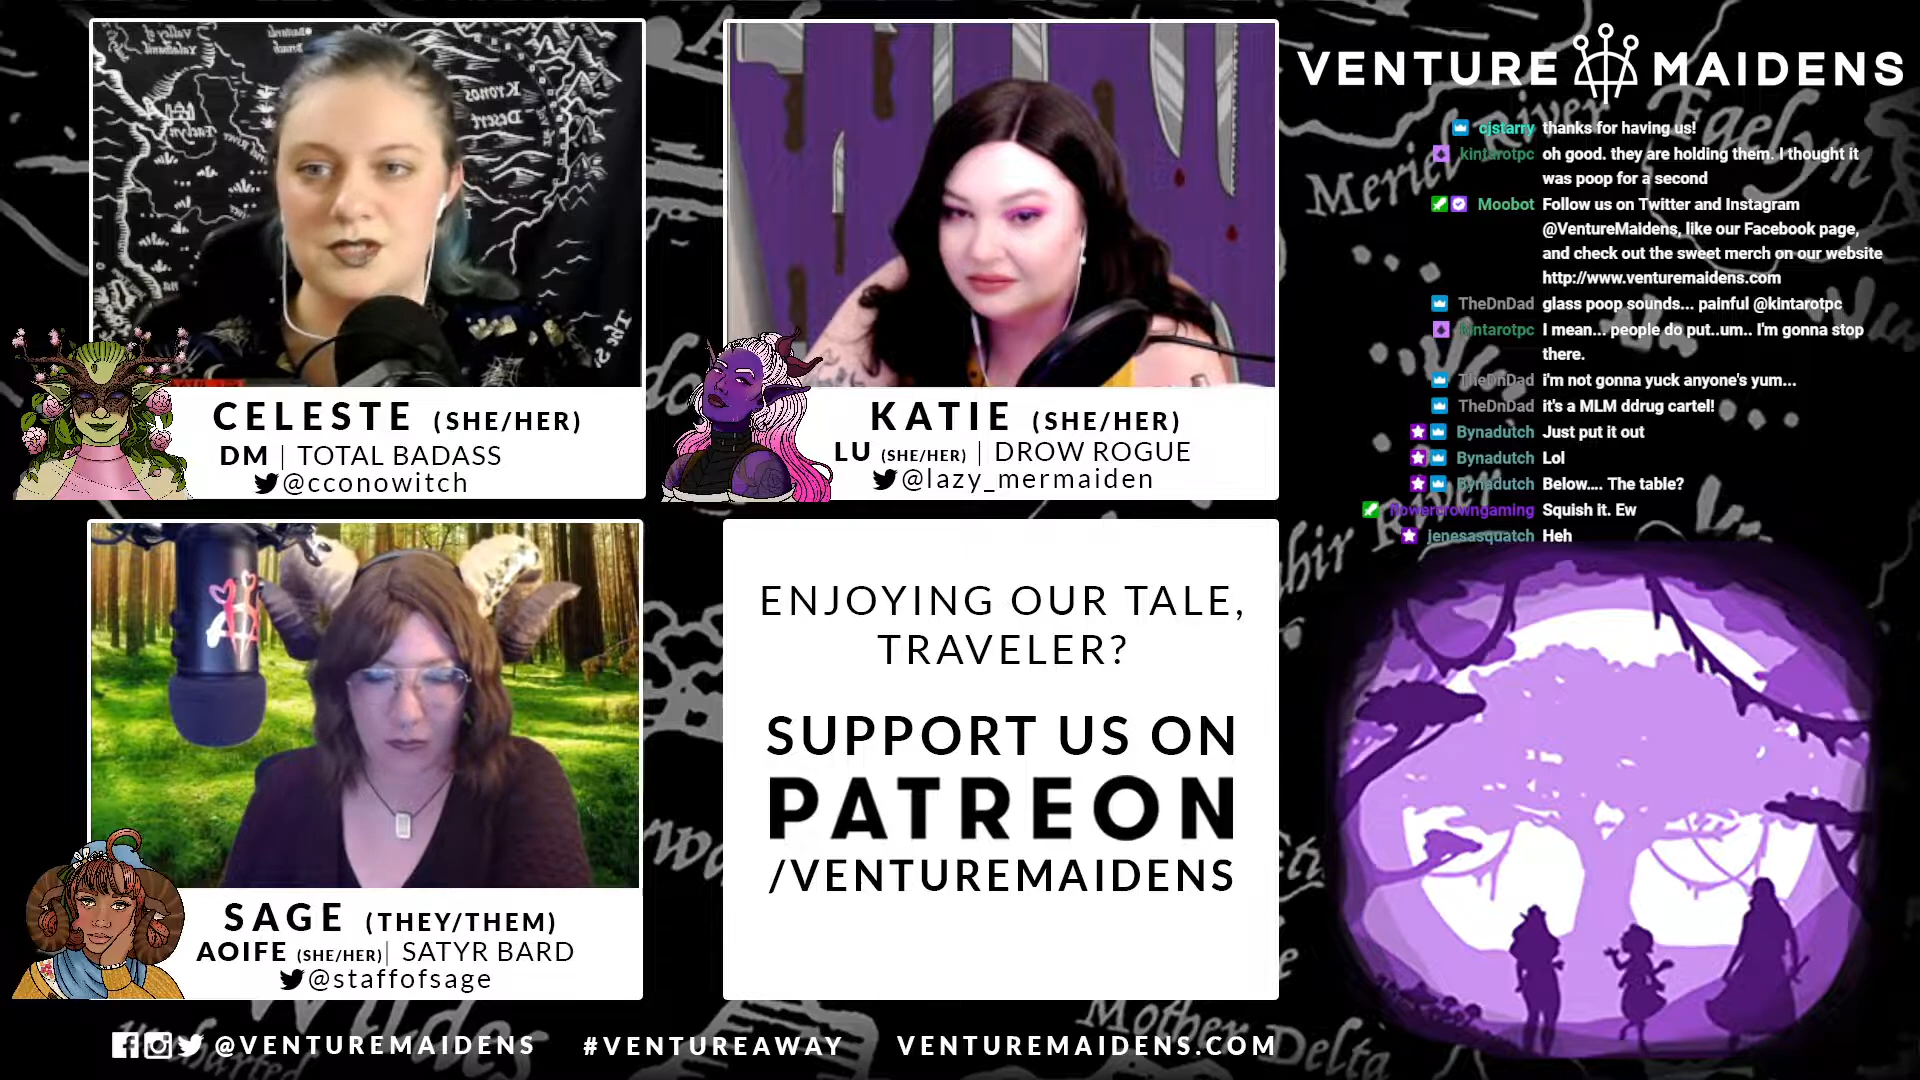 VENTURE MAIDENS
CELESTE (SHE/HER)
DM | TOTAL BADASS
@cconowitch
KATIE (SHE/HER)
LU (SHE/HER) | DROW ROGUE
@lazy_mermaiden
SAGE (THEY/THEM)
AOIFE (SHE/HER) | SATYR BARD
@staffofsage
ENJOYING OUR TALE,
TRAVELER?
SUPPORT US ON
PATREON
/VENTUREMAIDENS
cjstarry thanks for having us!
kintarotpc oh good. they are holding them. I thought it
was poop for a second
Moobot Follow us on Twitter and Instagram
@VentureMaidens, like our Facebook page,
and check out the sweet merch on our website
http://www.venturemaidens.com
TheDnDad glass poop sounds... painful @kintarotpc
kintarotpc I mean... people do put..um.. I'm gonna stop
there.
TheDnDad i'm not gonna yuck anyone's yum...
TheDnDad it's a MLM ddrug cartel!
Bynadutch Just put it out
Bynadutch Lol
Bynadutch Below.... The table?
flowercrowngaming Squish it. Ew
jenesasquatch Heh
@VENTUREMAIDENS #VENTUREAWAY VENTUREMAIDENS.COM
Kronos
Desert
Egelyn
Mother Delta